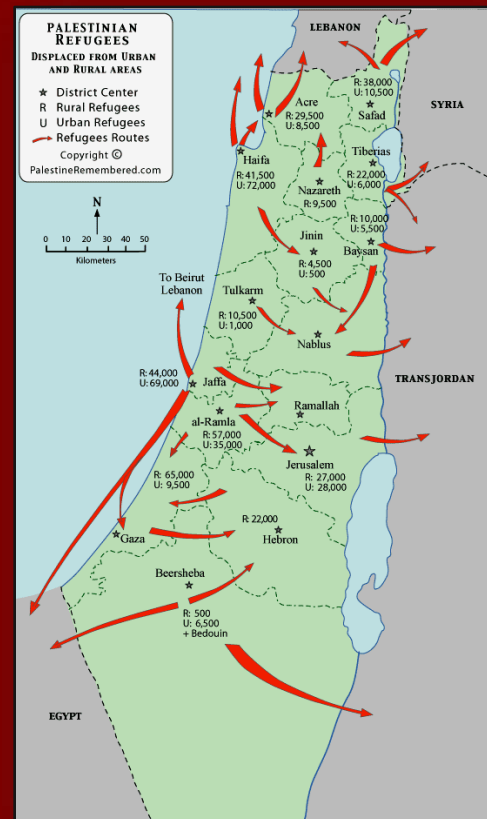 PALESTINIAN
REFUGEES
DISPLACED FROM URBAN
AND RURAL AREAS
District Center
R Rural Refugees
U Urban Refugees
Refugees Routes
Copyright ©
PalestineRemembered.com
N
0 10 20 30 40 50
Kilometers
LEBANON
SYRIA
R: 38,000
U: 10,500
Safad
Acre
R: 29,500
U: 8,500
Haifa
R: 41,500
U: 72,000
Tiberias
R: 22,000
U: 6,000
Nazareth
R: 9,500
R: 10,000
U: 5,500
Baysan
Jinin
R: 4,500
U: 500
To Beirut
Lebanon
Tulkarm
R: 10,500
U: 1,000
Nablus
TRANSJORDAN
R: 44,000
U: 69,000
Jaffa
Ramallah
al-Ramla
R: 57,000
U: 35,000
Jerusalem
R: 27,000
U: 28,000
R: 65,000
U: 9,500
Gaza
R: 22,000
Hebron
Beersheba
R: 500
U: 6,500
+ Bedouin
EGYPT